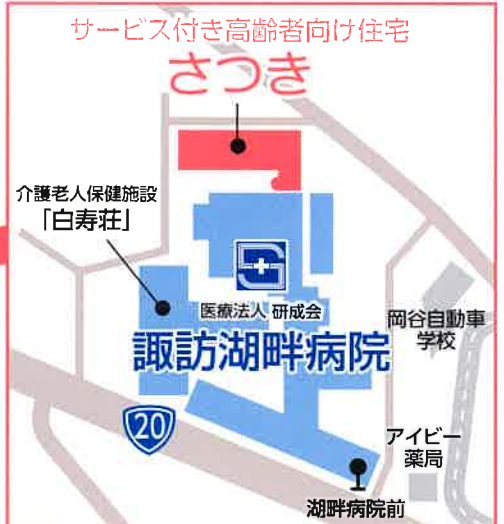 サービス付き高齢者向け住宅
さつき
介護老人保健施設
「白寿荘」
医療法人 研成会
諏訪湖畔病院
岡谷自動車
学校
20
アイビー
薬局
湖畔病院前